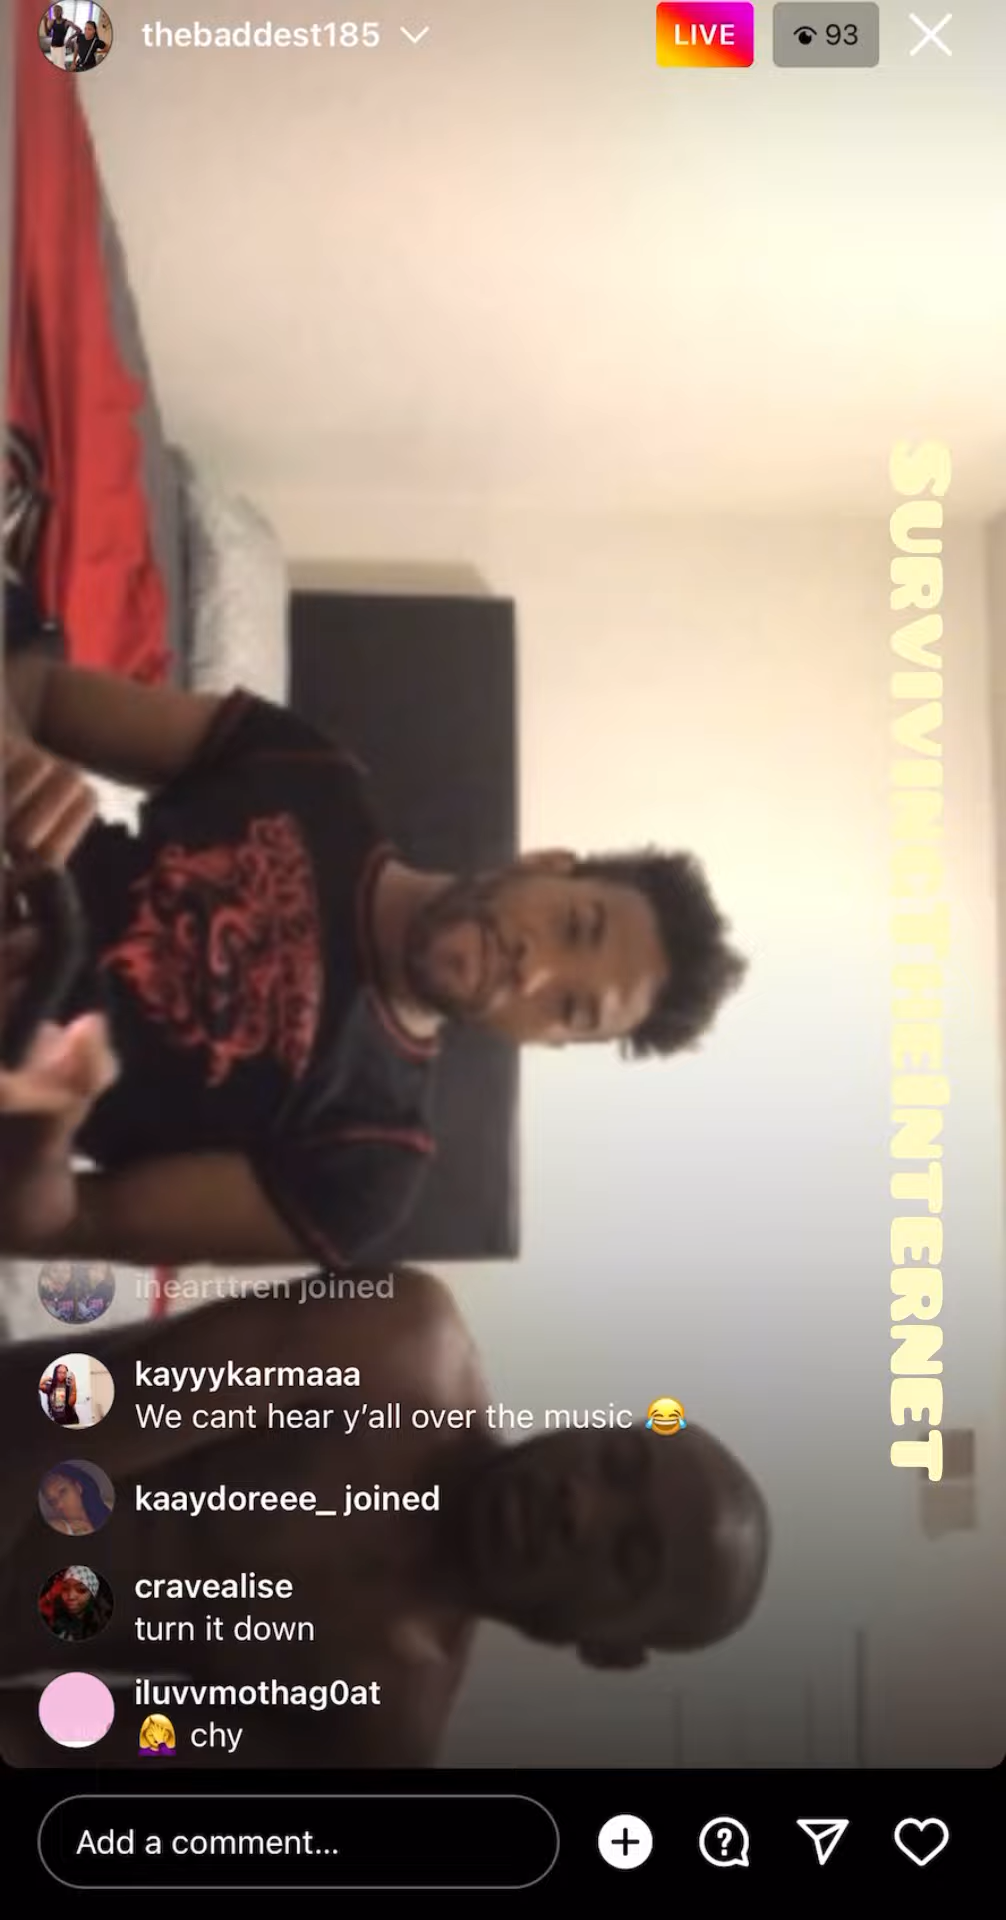 thebaddest185
LIVE
93
SURVIVINGTHEINTERNET
ihearttren joined
kayyykarmaaa
We cant hear y’all over the music 😂
kaaydoreee_ joined
cravealise
turn it down
iluvvmothag0at
🤦‍♀️ chy
Add a comment...